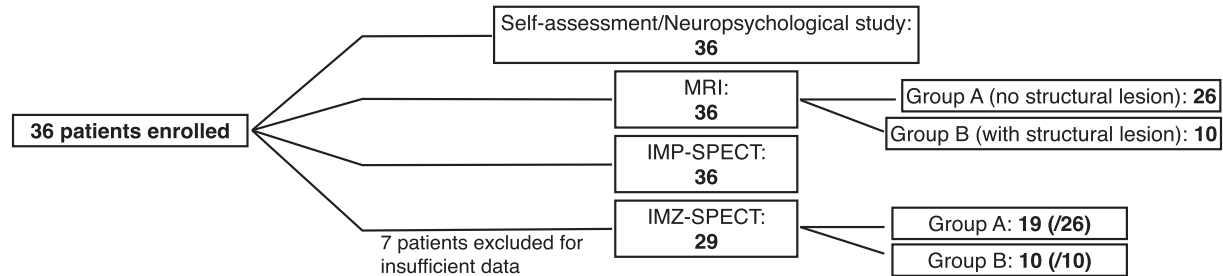 Self-assessment/Neuropsychological study:
36
MRI:
36
Group A (no structural lesion): 26
Group B (with structural lesion): 10
36 patients enrolled
IMP-SPECT:
36
IMZ-SPECT:
29
7 patients excluded for
insufficient data
Group A: 19 (/26)
Group B: 10 (/10)